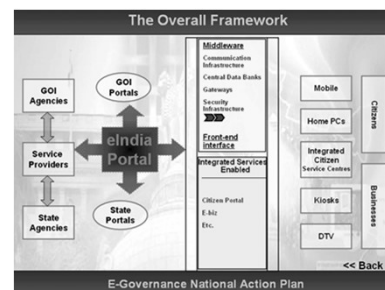 The Overall Framework
GOI
Agencies
Service
Providers
State
Agencies
GOI
Portals
eIndia
Portal
State
Portals
Middleware
Communication
Infrastructure
Central Data Banks
Gateways
Security
Infrastructure
Front-end
interface
Integrated Services
Enabled
Citizen Portal
E-biz
Etc.
Mobile
Home PCs
Integrated
Citizen
Service Centres
Kiosks
DTV
Citizens
Businesses
<< Back
E-Governance National Action Plan